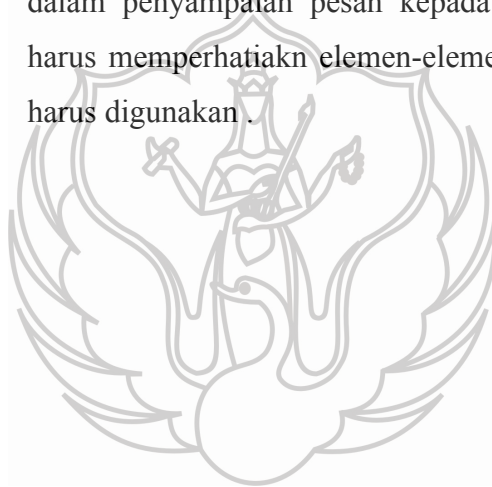 dalam penyampaian pesan kepada
harus memperhatiakn elemen-eleme
harus digunakan .